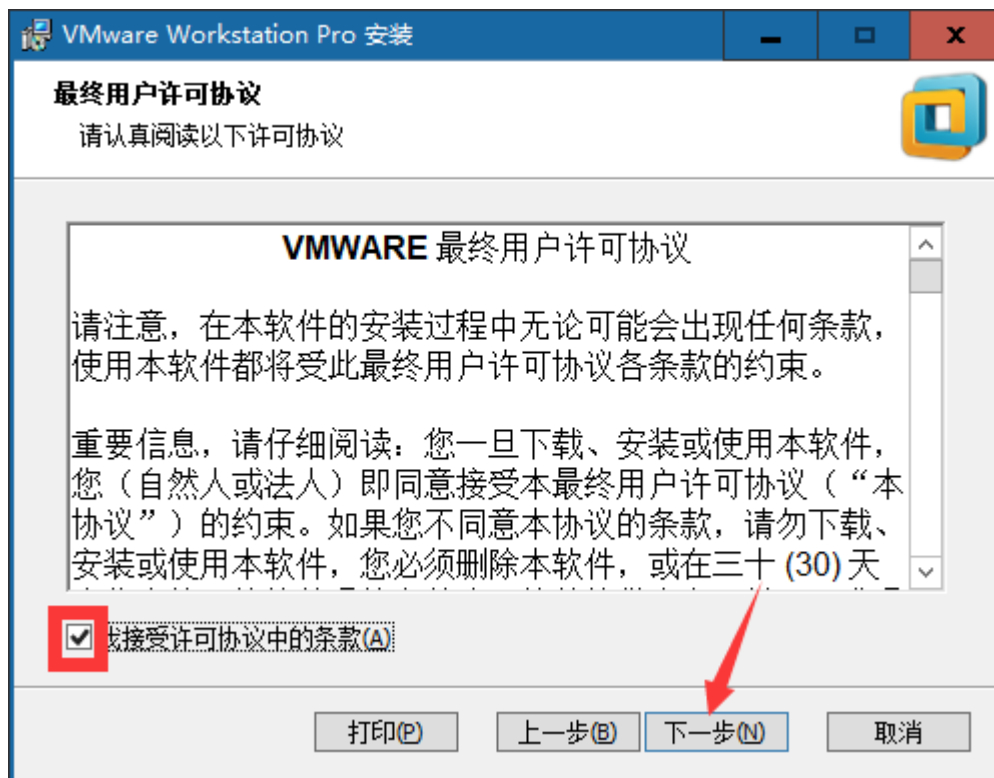 VMware Workstation Pro 安装
最终用户许可协议
请认真阅读以下许可协议
VMWARE 最终用户许可协议
请注意，在本软件的安装过程中无论可能会出现任何条款，
使用本软件都将受此最终用户许可协议各条款的约束。
重要信息，请仔细阅读：您一旦下载、安装或使用本软件，
您（自然人或法人）即同意接受本最终用户许可协议（“本
协议”）的约束。如果您不同意本协议的条款，请勿下载、
安装或使用本软件，您必须删除本软件，或在三十 (30) 天
我接受许可协议中的条款(A)
打印(P)
上一步(B)
下一步(N)
取消